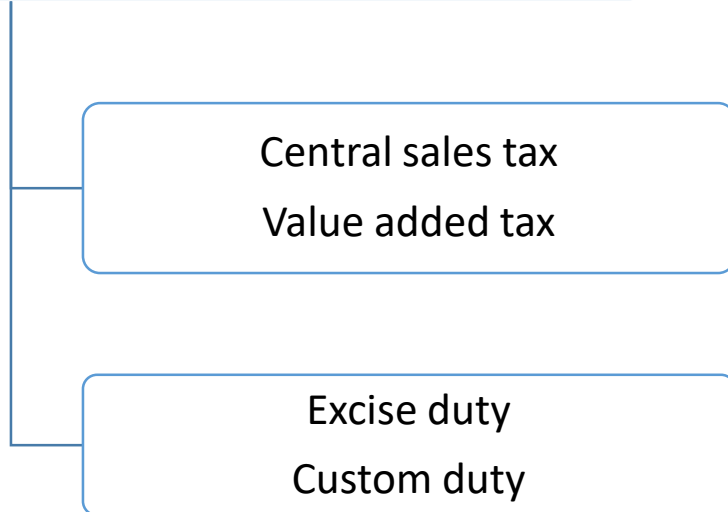 Central sales tax
Value added tax
Excise duty
Custom duty